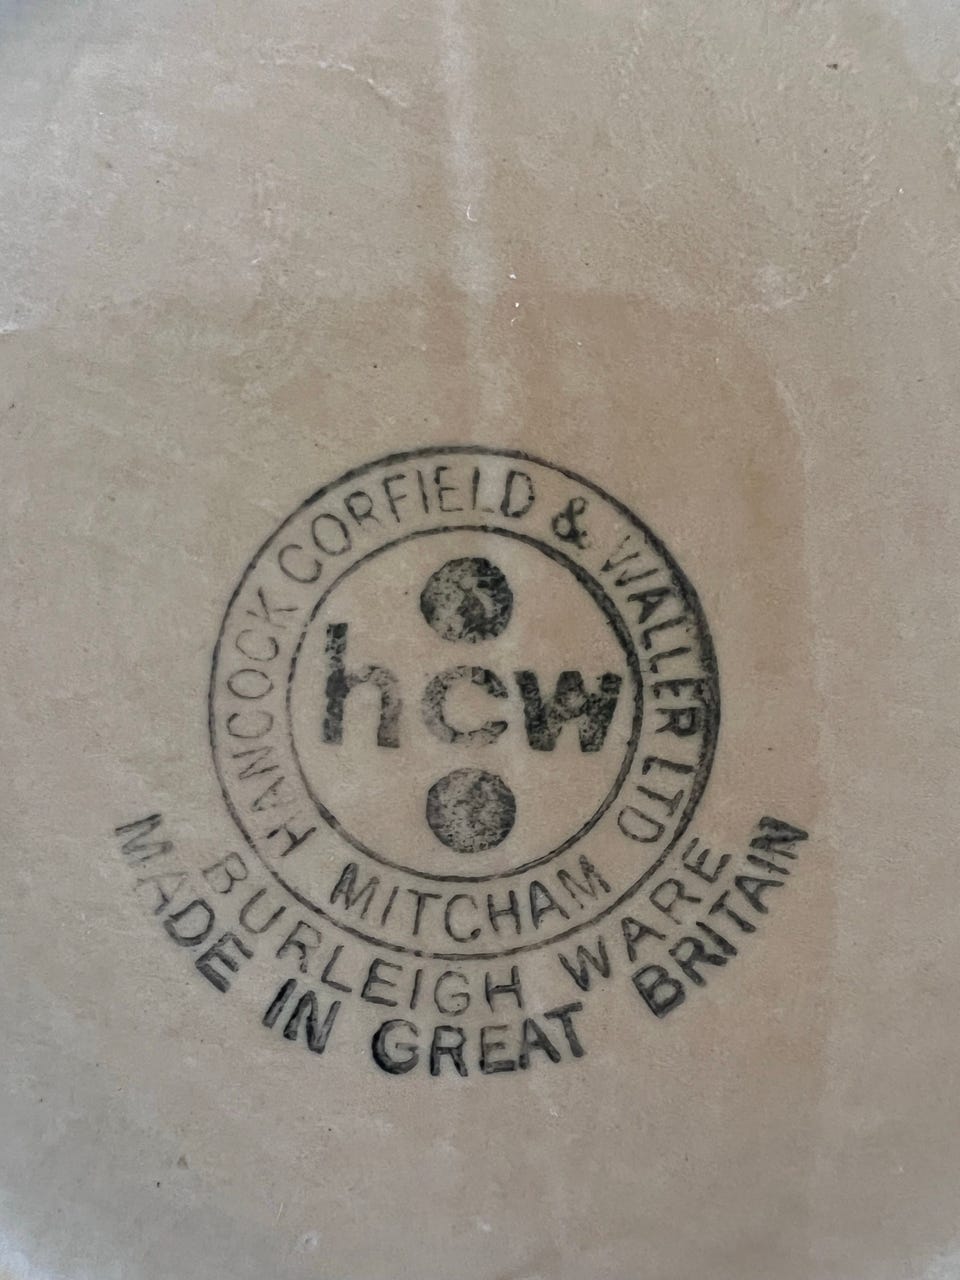 HANCOCK CORFIELD & WALLER LTD
MITCHAM
hcw
BURLEIGH WARE
MADE IN GREAT BRITAIN